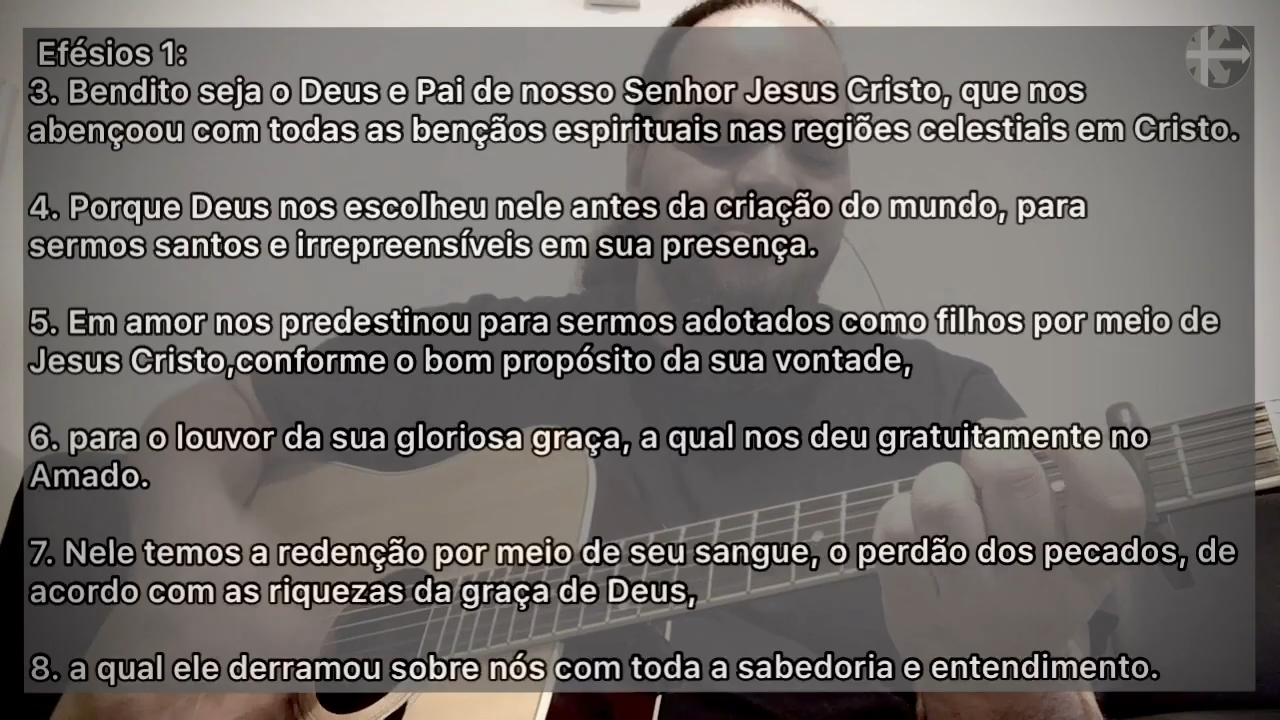 Efésios 1:
3. Bendito seja o Deus e Pai de nosso Senhor Jesus Cristo, que nos
abençoou com todas as bençãos espirituais nas regiões celestiais em Cristo.
4. Porque Deus nos escolheu nele antes da criação do mundo, para
sermos santos e irrepreensíveis em sua presença.
5. Em amor nos predestinou para sermos adotados como filhos por meio de
Jesus Cristo,conforme o bom propósito da sua vontade,
6. para o louvor da sua gloriosa graça, a qual nos deu gratuitamente no
Amado.
7. Nele temos a redenção por meio de seu sangue, o perdão dos pecados, de
acordo com as riquezas da graça de Deus,
8. a qual ele derramou sobre nós com toda a sabedoria e entendimento.